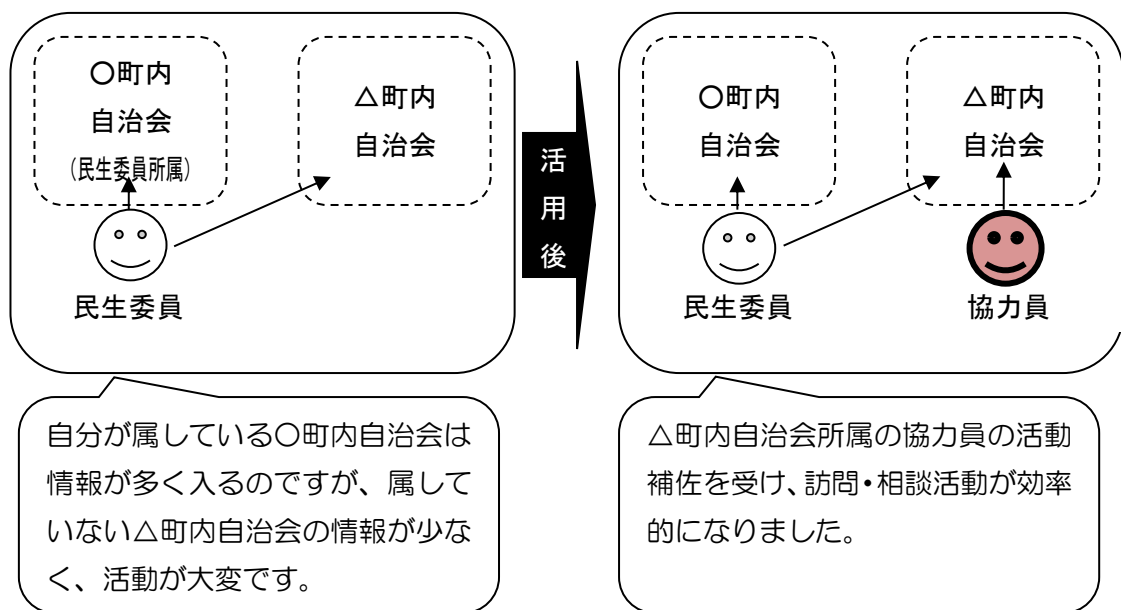 〇町内
自治会
(民生委員所属)
△町内
自治会
民生委員
自分が属している〇町内自治会は
情報が多く入るのですが、属して
いない△町内自治会の情報が少な
く、活動が大変です。
活
用
後
〇町内
自治会
△町内
自治会
民生委員
協力員
△町内自治会所属の協力員の活動
補佐を受け、訪問・相談活動が効率
的になりました。